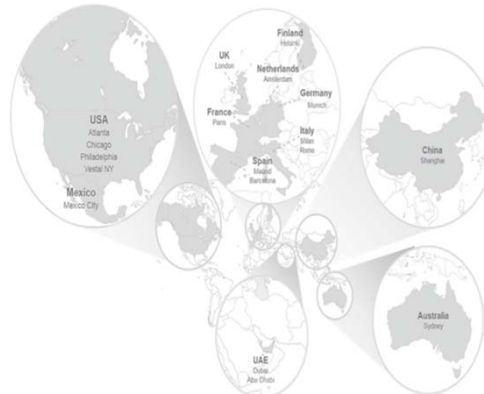 USA
Atlanta
Chicago
Philadelphia
Vestal NY
Mexico
Mexico City
Finland
Helsinki
UK
London
Netherlands
Amsterdam
Germany
Munich
France
Paris
Italy
Milan
Rome
Spain
Madrid
Barcelona
China
Shanghai
Australia
Sydney
UAE
Dubai
Abu Dhabi